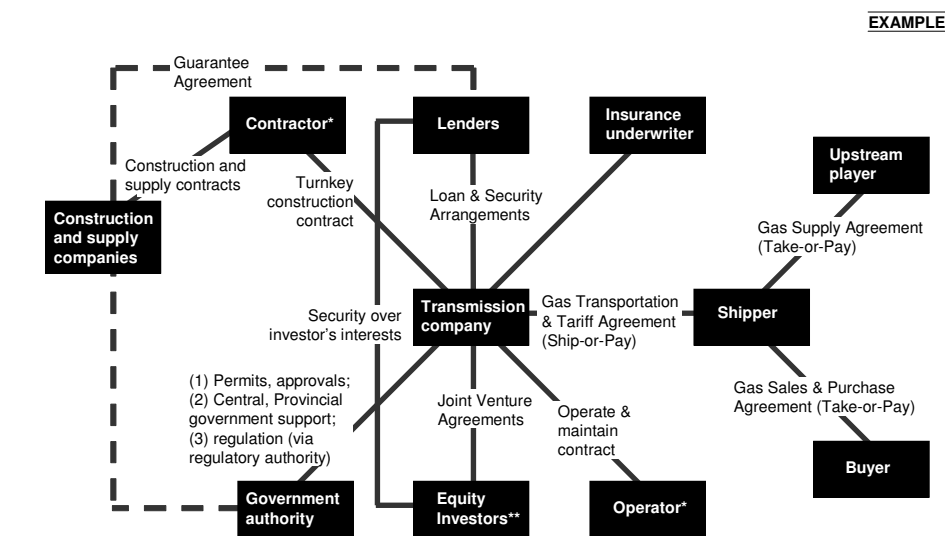 EXAMPLE
Guarantee
Agreement
Contractor*
Lenders
Insurance
underwriter
Upstream
player
Construction and
supply contracts
Turnkey
construction
contract
Loan & Security
Arrangements
Construction
and supply
companies
Gas Supply Agreement
(Take-or-Pay)
Security over
investor's interests
Transmission
company
Gas Transportation
& Tariff Agreement
(Ship-or-Pay)
Shipper
(1) Permits, approvals;
(2) Central, Provincial
government support;
(3) regulation (via
regulatory authority)
Joint Venture
Agreements
Operate &
maintain
contract
Gas Sales & Purchase
Agreement (Take-or-Pay)
Buyer
Government
authority
Equity
Investors**
Operator*